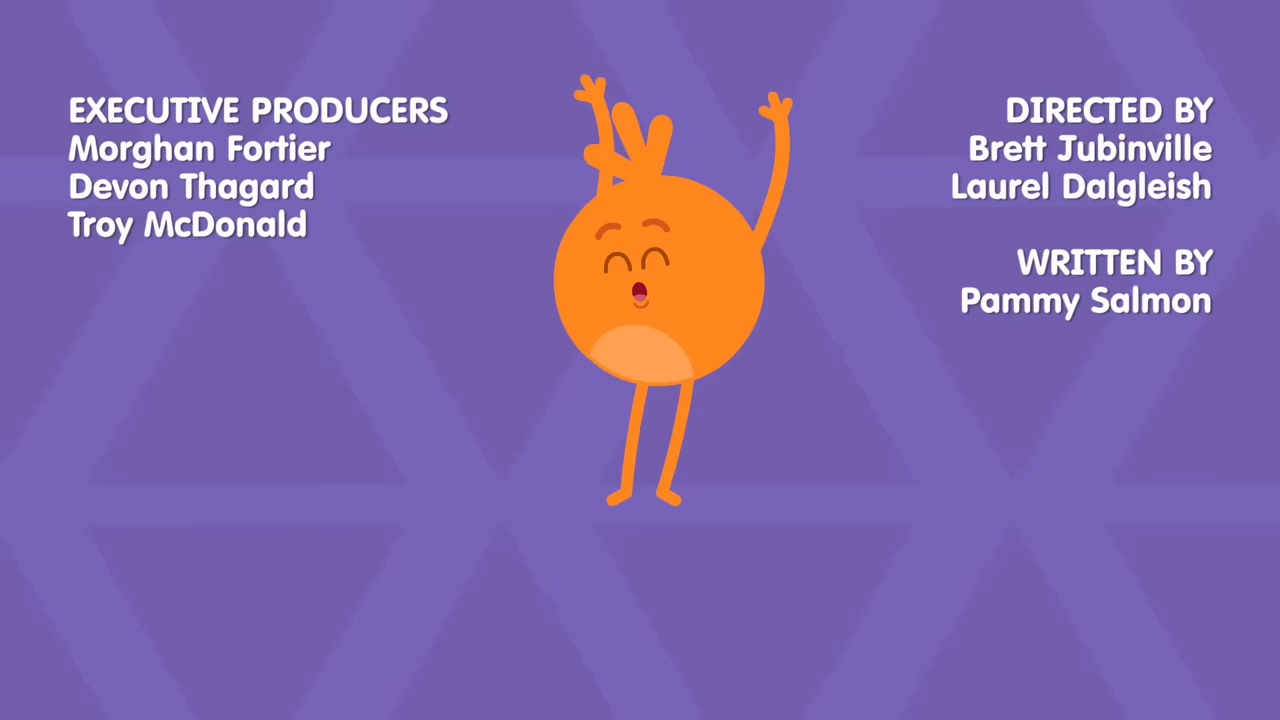 EXECUTIVE PRODUCERS
Morghan Fortier
Devon Thagard
Troy McDonald
DIRECTED BY
Brett Jubinville
Laurel Dalgleish
WRITTEN BY
Pammy Salmon